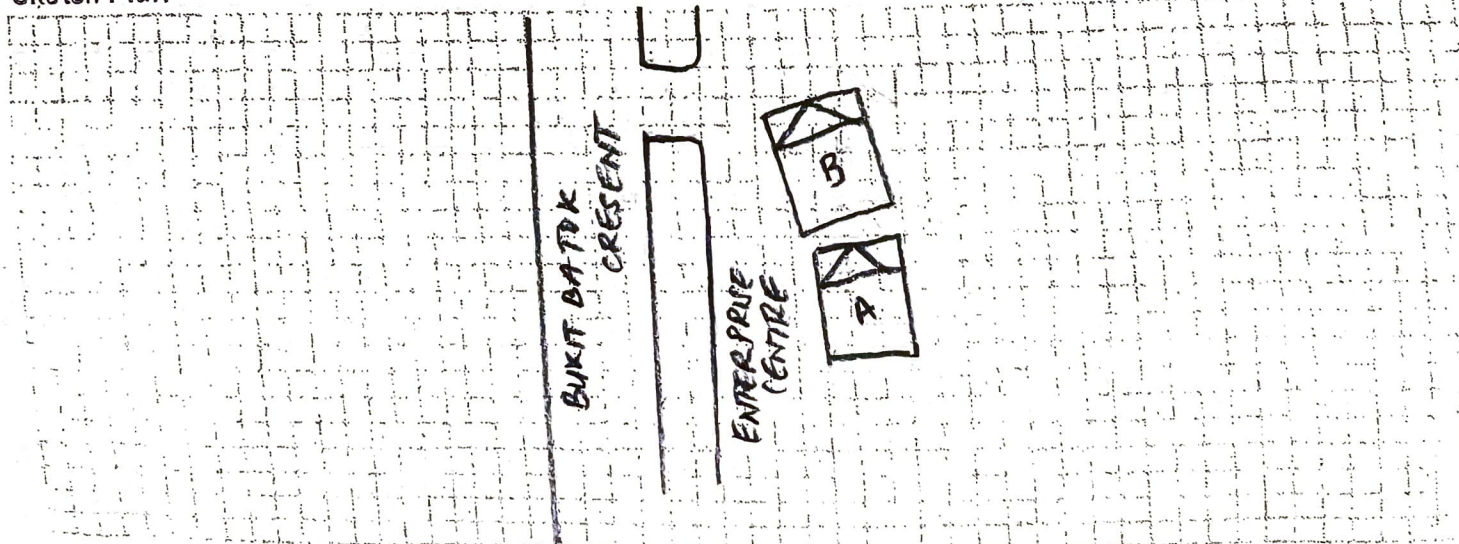 Sketch Plan
BUKIT BATOK
CRESENT
ENTERPRISE
CENTRE
B
A